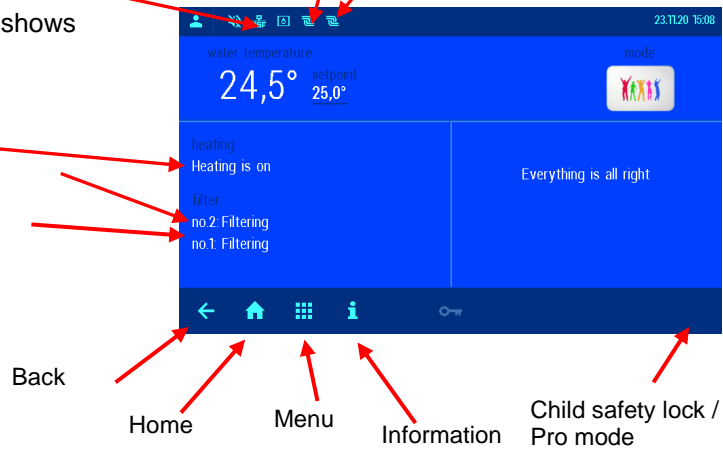 shows
23.11.20 15:08
water temperature
mode
24,5°
setpoint
25,0°
heating:
Heating is on
Everything is all right
filter:
no.2: Filtering
no.1: Filtering
Back
Home
Menu
Information
Child safety lock /
Pro mode